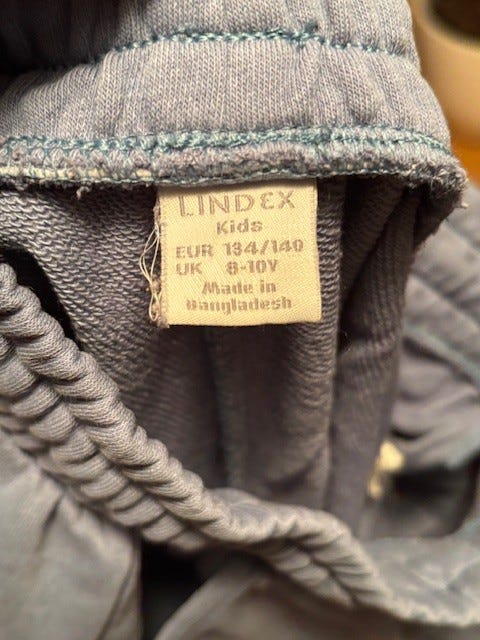 LINDEX
Kids
EUR 134/140
UK 8-10Y
Made in
Bangladesh